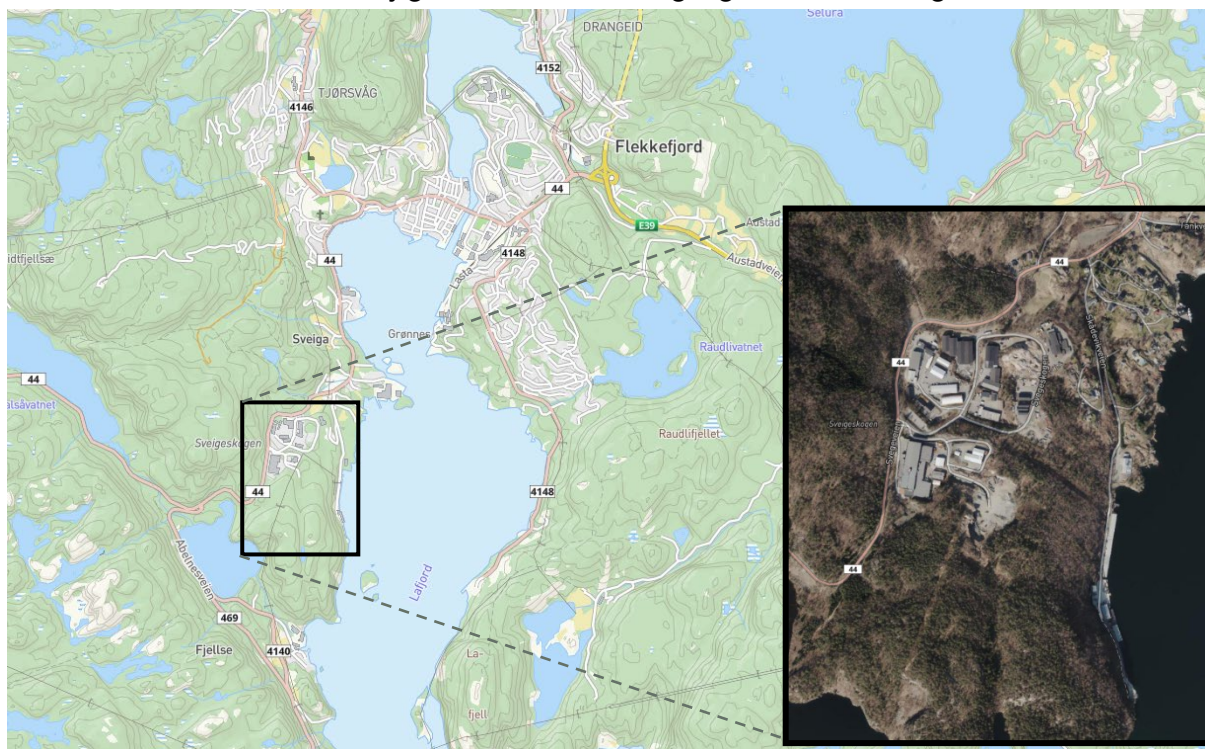 Selura
DRANGEID
4152
TJØRSVÅG
4146
Flekkefjord
44
E39
Austad
4148
Austadveien
44
Lasta
Grønnes
Sveiga
Raudlivatnet
44
Sveigeskogen
Raudlifjellet
44
4148
Abelnesveien
Lafjord
469
Fjellse
4140
La-
fjell
44
44
Sveigeskogen
44